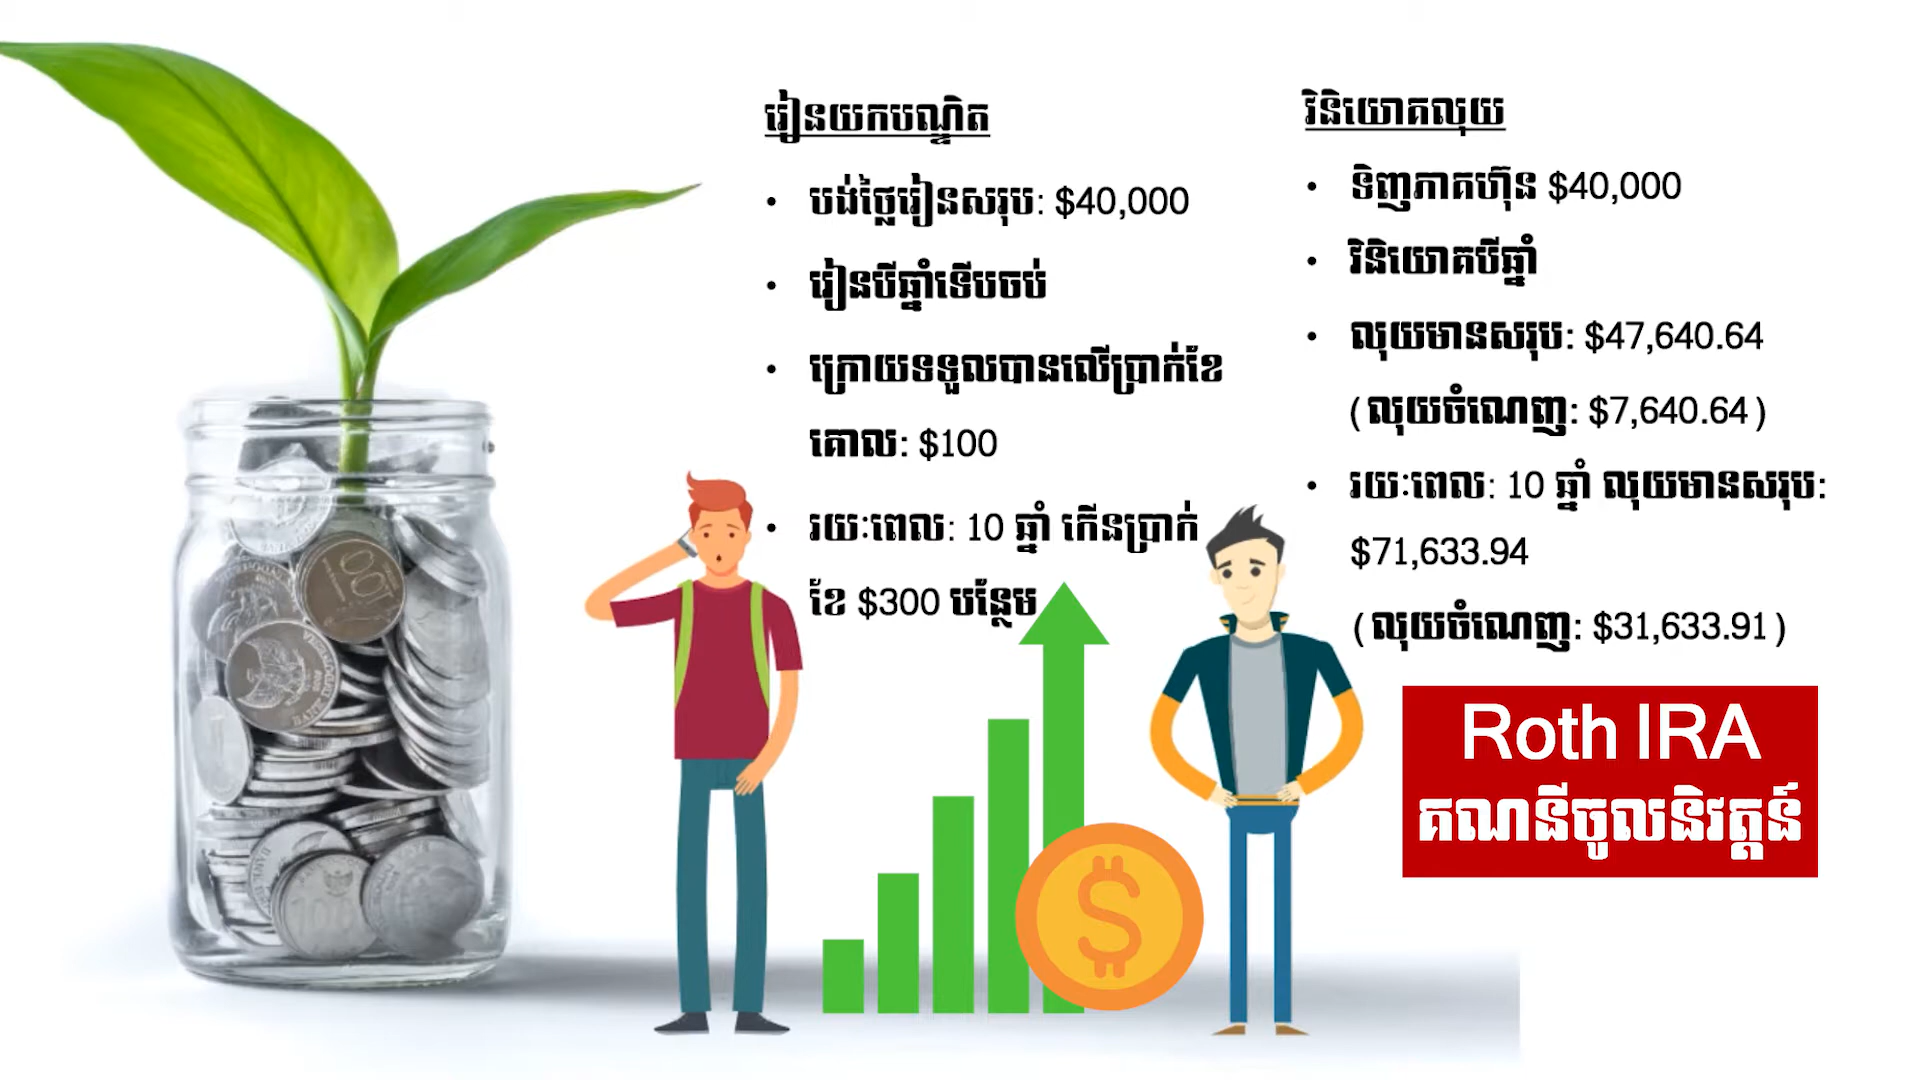 រៀនយកបណ្ឌិត
• បង់ថ្លៃរៀនសរុប: $40,000
• រៀនបីឆ្នាំទើបចប់
• ក្រោយទទួលបានលើប្រាក់ខែ
គោល: $100
• រយៈពេល: 10 ឆ្នាំ កើនប្រាក់
ខែ $300 បន្ថែម
វិនិយោគលុយ
• ទិញភាគហ៊ុន $40,000
• វិនិយោគបីឆ្នាំ
• លុយមានសរុប: $47,640.64
(លុយចំណេញ: $7,640.64)
• រយៈពេល: 10 ឆ្នាំ លុយមានសរុប:
$71,633.94
(លុយចំណេញ: $31,633.91)
Roth IRA
គណនីចូលនិវត្តន៍